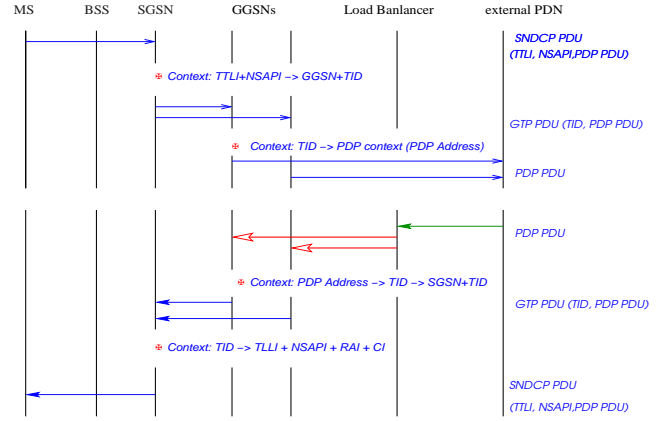 MS BSS SGSN GGSNs Load Banlancer external PDN
SNDCP PDU
(TTLI, NSAPI,PDP PDU)
Context: TTLI+NSAPI −> GGSN+TID
GTP PDU (TID, PDP PDU)
Context: TID −> PDP context (PDP Address)
PDP PDU
PDP PDU
Context: PDP Address −> TID −> SGSN+TID
GTP PDU (TID, PDP PDU)
Context: TID −> TLLI + NSAPI + RAI + CI
SNDCP PDU
(TTLI, NSAPI,PDP PDU)